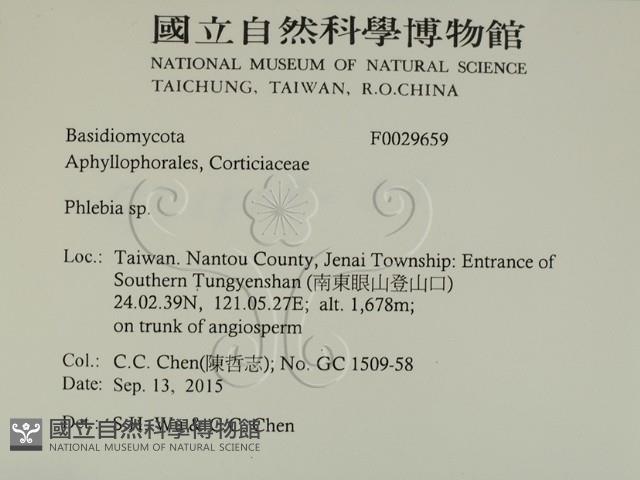 國立自然科學博物館
NATIONAL MUSEUM OF NATURAL SCIENCE
TAICHUNG, TAIWAN, R.O.CHINA
Basidiomycota F0029659
Aphyllophorales, Corticiaceae
Phlebia sp.
Loc.: Taiwan. Nantou County, Jenai Township: Entrance of
Southern Tungyenshan (南東眼山登山口)
24.02.39N, 121.05.27E; alt. 1,678m;
on trunk of angiosperm
Col.: C.C. Chen(陳哲志); No. GC 1509-58
Date: Sep. 13, 2015
Det.: S.H. Wu & C.C. Chen
國立自然科學博物館
NATIONAL MUSEUM OF NATURAL SCIENCE